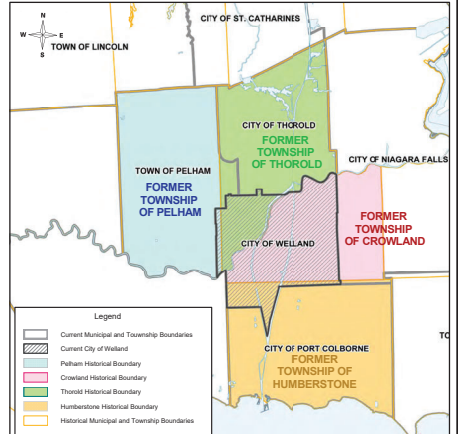 CITY OF ST. CATHARINIS
N
W E
S
TOWN OF LINCOLN
CITY OF THOROLD
FORMER
TOWNSHIP
OF THOROLD
CITY OF NIAGARA FALLS
TOWN OF PELHAM
FORMER
TOWNSHIP
OF PELHAM
FORMER
TOWNSHIP
OF CROWLAND
CITY OF WELLAND
Legend
Current Municipal and Touwnship Boundaries
Cument City of Welland
Pelham Historical Boundary
Crowland Historical Boundary
Thorold Historical Boundary
Humberstone Historical Boundary
Historical Municipal and Township Boundaries
TO
CITY OF PORT COLBORNE
FORMER
TOWNSHIP OF
HUMBERSTONE